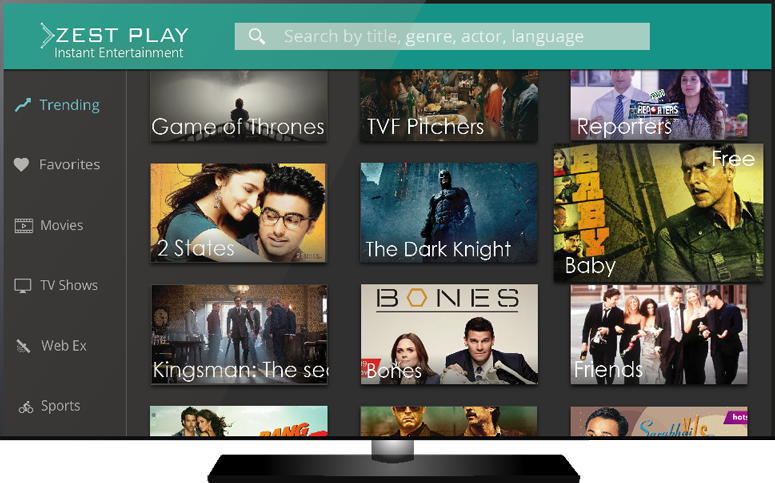 ZEST PLAY
Instant Entertainment
Search by title, genre, actor, language
Trending
Favorites
Movies
TV Shows
Web Ex
Sports
Game of Thrones
TVF Pitchers
REPORTERS
Reporters
2 States
The Dark Knight
Free
BABY
Baby
Kingsman: The se
BONES
Bones
Friends
BANG
Sarabhai V/s
hots